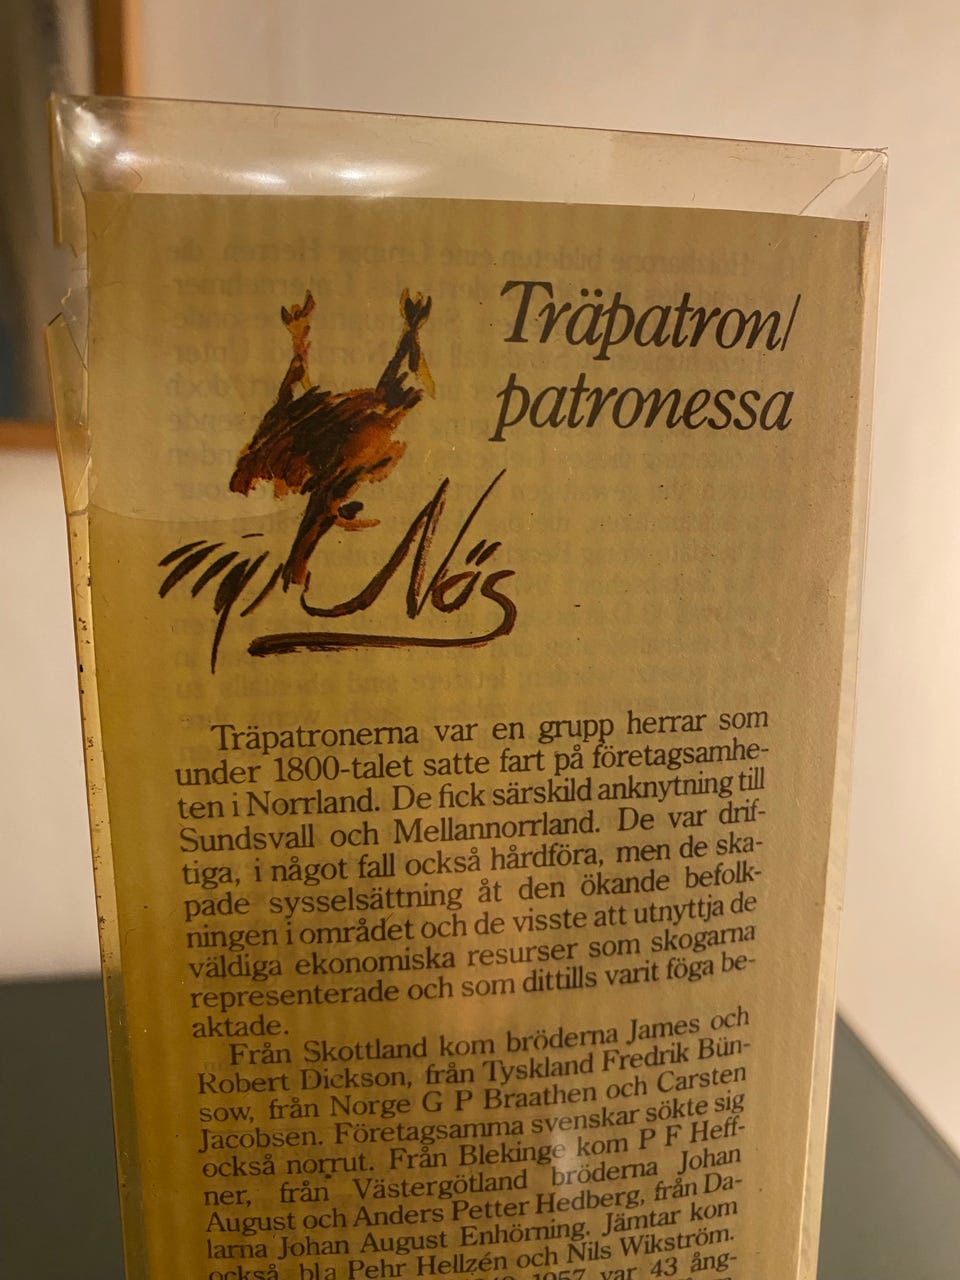 Träpatron/
patronessa
Näs
Träpatronerna var en grupp herrar som
under 1800-talet satte fart på företagsamhe-
ten i Norrland. De fick särskild anknytning till
Sundsvall och Mellannorrland. De var drif-
tiga, i något fall också hårdföra, men de ska-
pade sysselsättning åt den ökande befolk-
ningen i området och de visste att utnyttja de
väldiga ekonomiska resurser som skogarna
representerade och som dittills varit föga be-
aktade.
Från Skottland kom bröderna James och
Robert Dickson, från Tyskland Fredrik Bün-
sow, från Norge G P Braathen och Carsten
Jacobsen. Företagsamma svenskar sökte sig
också norrut. Från Blekinge kom P F Heff-
ner, från Västergötland bröderna Johan
August och Anders Petter Hedberg, från Da-
larna Johan August Enhörning. Jämtar kom
också, bl a Pehr Hellzén och Nils Wikström.
1957 var 43 ång-